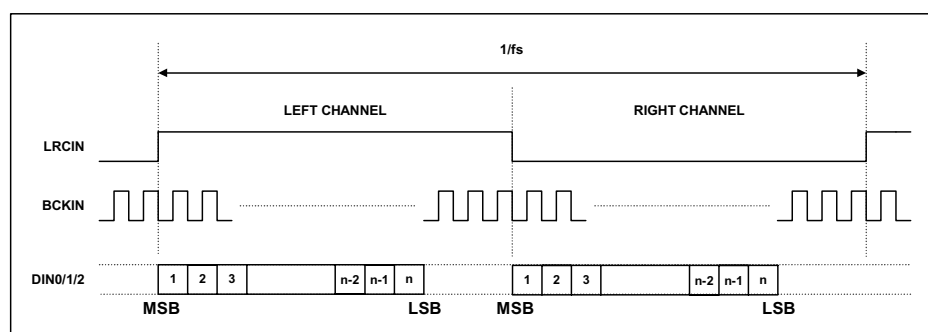 1/fs
LEFT CHANNEL RIGHT CHANNEL
LRCIN
BCKIN
DIN0/1/2 1 2 3 n-2 n-1 n 1 2 3 n-2 n-1 n
MSB LSB MSB LSB